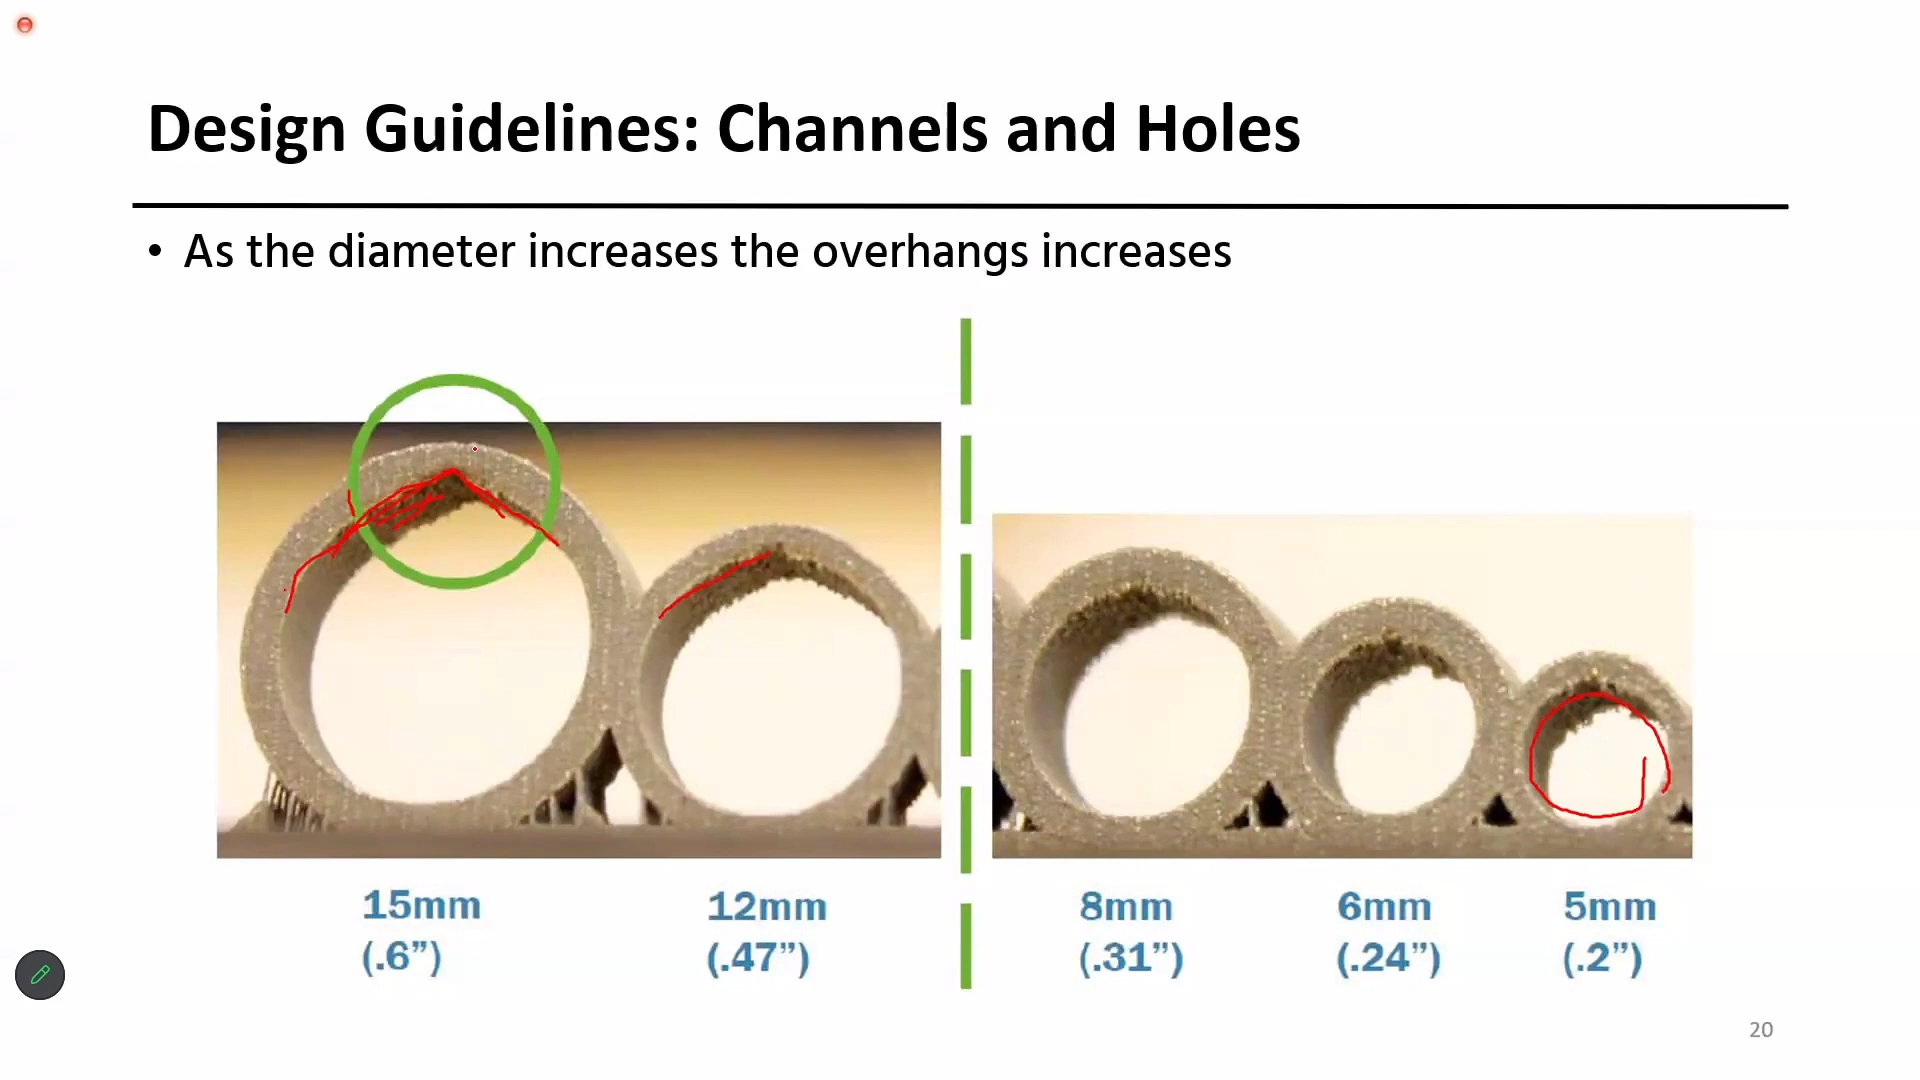 Design Guidelines: Channels and Holes
• As the diameter increases the overhangs increases
15mm
(.6”)
12mm
(.47”)
8mm
(.31”)
6mm
(.24”)
5mm
(.2”)
20